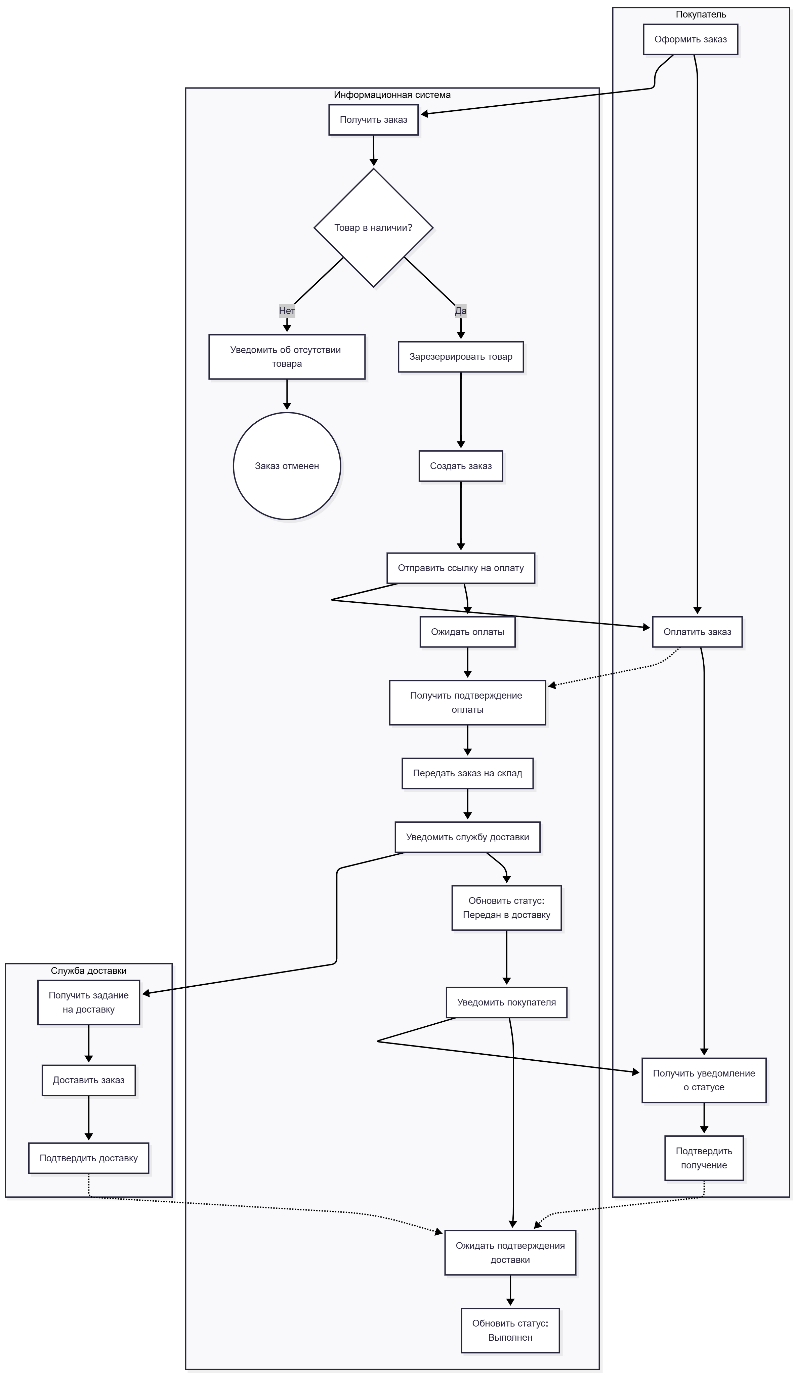 Покупатель
Оформить заказ
Информационная система
Получить заказ
Товар в наличии?
Нет
Да
Уведомить об отсутствии
товара
Зарезервировать товар
Заказ отменен
Создать заказ
Отправить ссылку на оплату
Ожидать оплаты
Оплатить заказ
Получить подтверждение
оплаты
Передать заказ на склад
Уведомить службу доставки
Обновить статус:
Передан в доставку
Служба доставки
Получить задание
на доставку
Уведомить покупателя
Доставить заказ
Получить уведомление
о статусе
Подтвердить доставку
Подтвердить
получение
Ожидать подтверждения
доставки
Обновить статус:
Выполнен